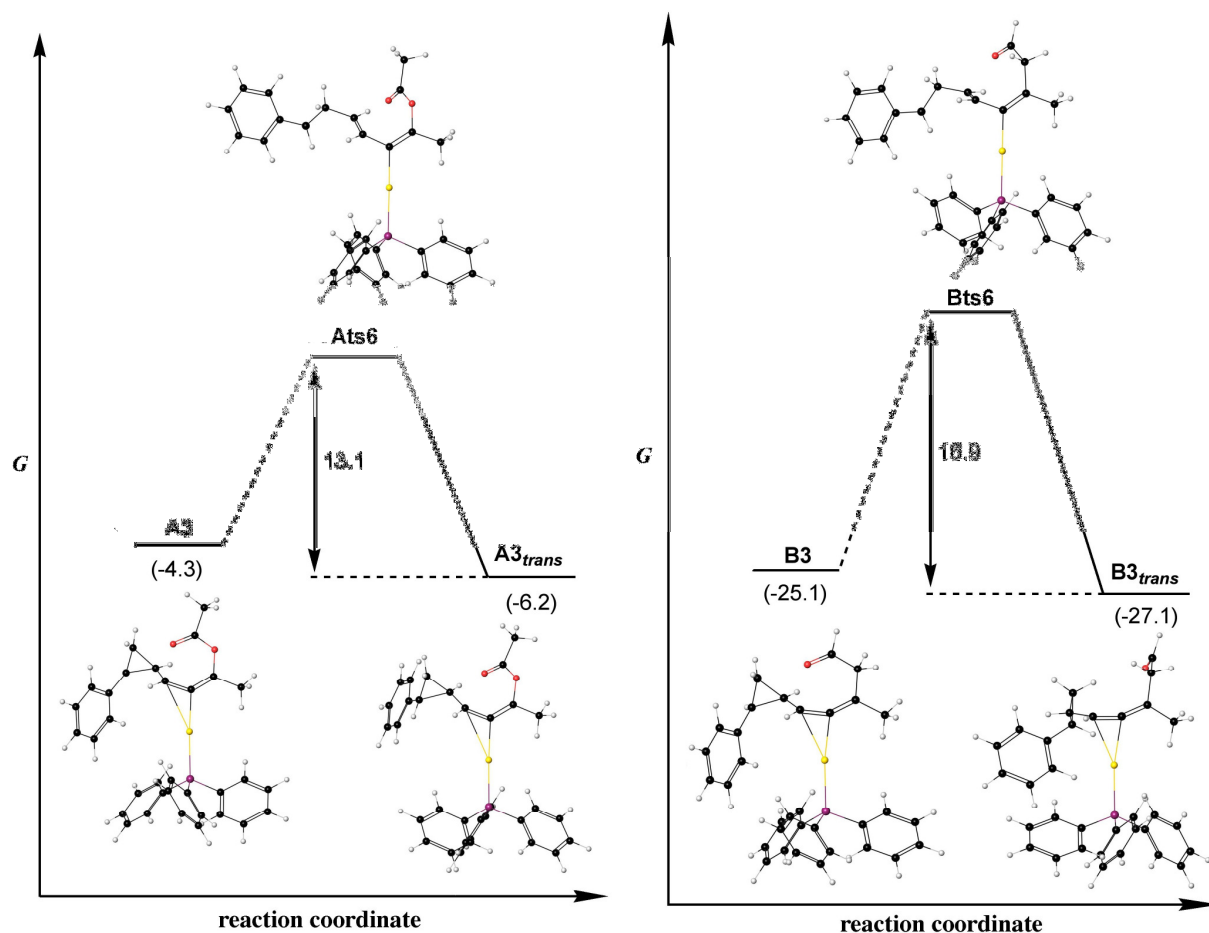 Ats6
G
13.1
A3
(-4.3)
A3trans
(-6.2)
reaction coordinate
Bts6
G
16.9
B3
(-25.1)
B3trans
(-27.1)
reaction coordinate